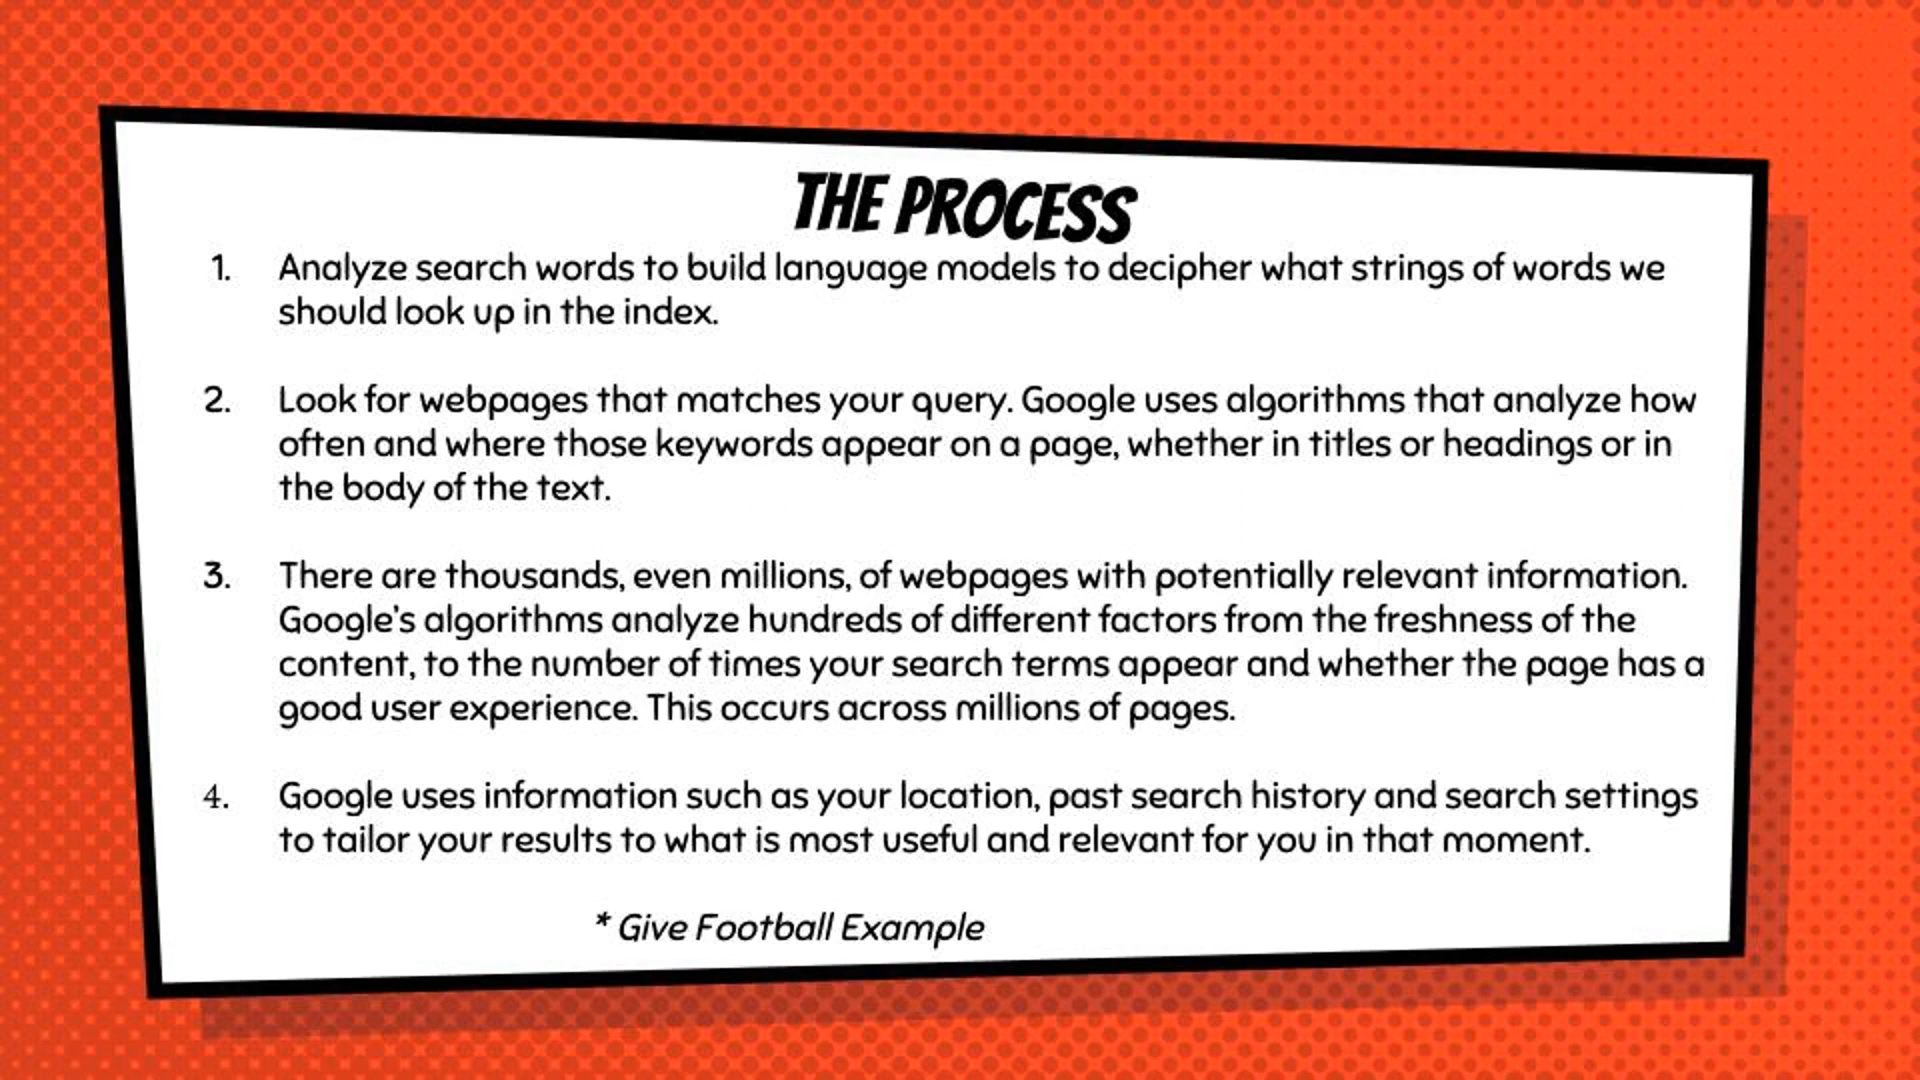 THE PROCESS
1. Analyze search words to build language models to decipher what strings of words we
should look up in the index.
2. Look for webpages that matches your query. Google uses algorithms that analyze how
often and where those keywords appear on a page, whether in titles or headings or in
the body of the text.
3. There are thousands, even millions, of webpages with potentially relevant information.
Google's algorithms analyze hundreds of different factors from the freshness of the
content, to the number of times your search terms appear and whether the page has a
good user experience. This occurs across millions of pages.
4. Google uses information such as your location, past search history and search settings
to tailor your results to what is most useful and relevant for you in that moment.
* Give Football Example